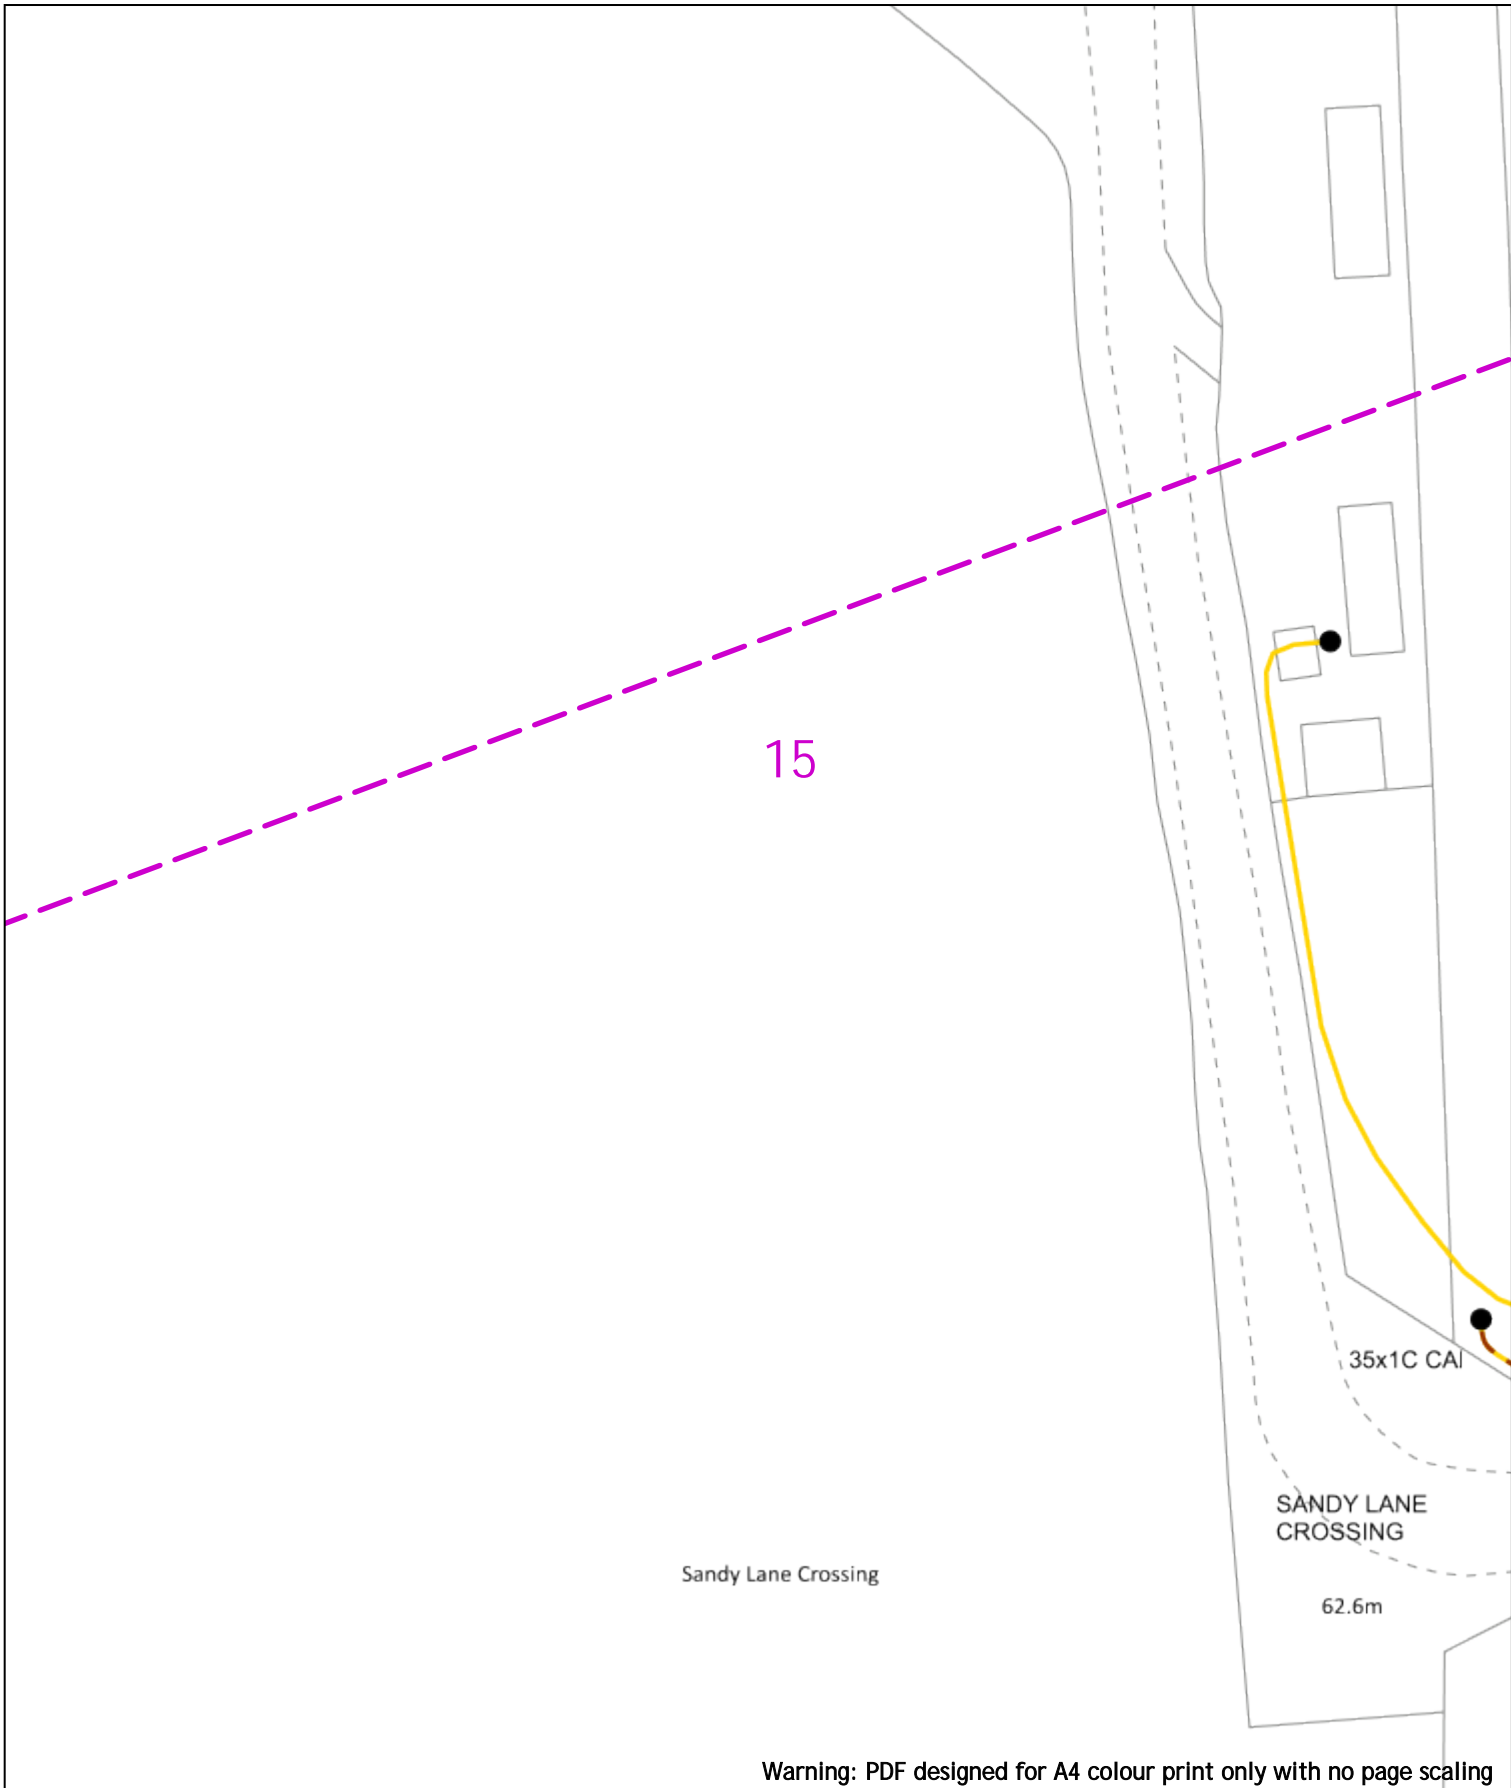 15
35x1C CAI
SANDY LANE
CROSSING
Sandy Lane Crossing
62.6m
Warning: PDF designed for A4 colour print only with no page scaling